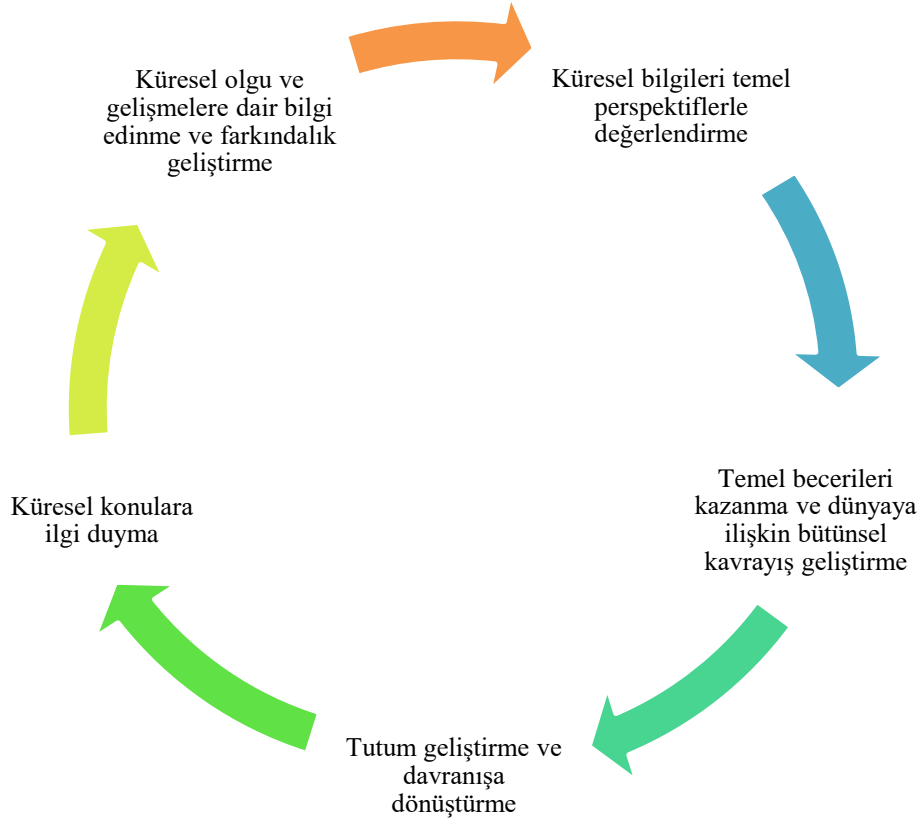 Küresel olgu ve
gelişmelere dair bilgi
edinme ve farkındalık
geliştirme
Küresel bilgileri temel
perspektiflerle
değerlendirme
Temel becerileri
kazanma ve dünyaya
ilişkin bütünsel
kavrayış geliştirme
Tutum geliştirme ve
davranışa
dönüştürme
Küresel konulara
ilgi duyma